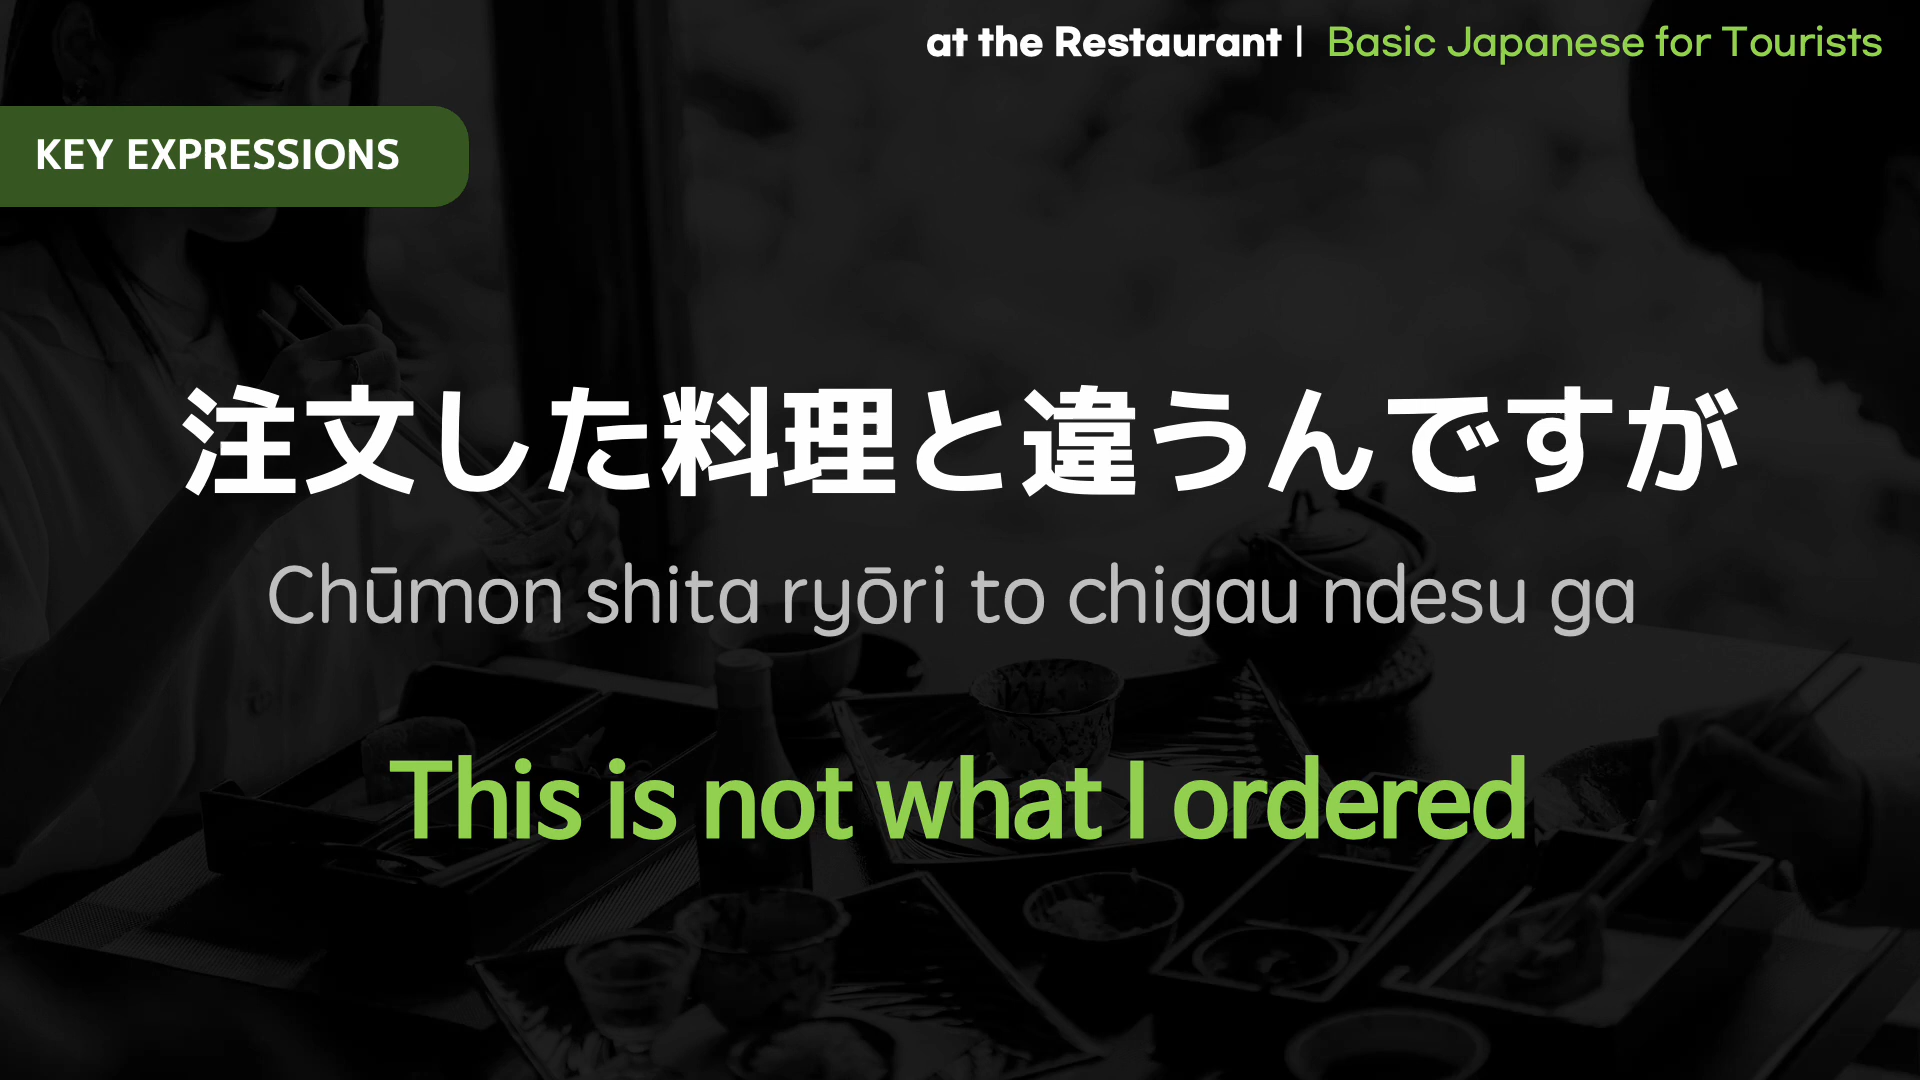 at the Restaurant | Basic Japanese for Tourists
KEY EXPRESSIONS
注文した料理と違うんですが
Chūmon shita ryōri to chigau ndesu ga
This is not what I ordered